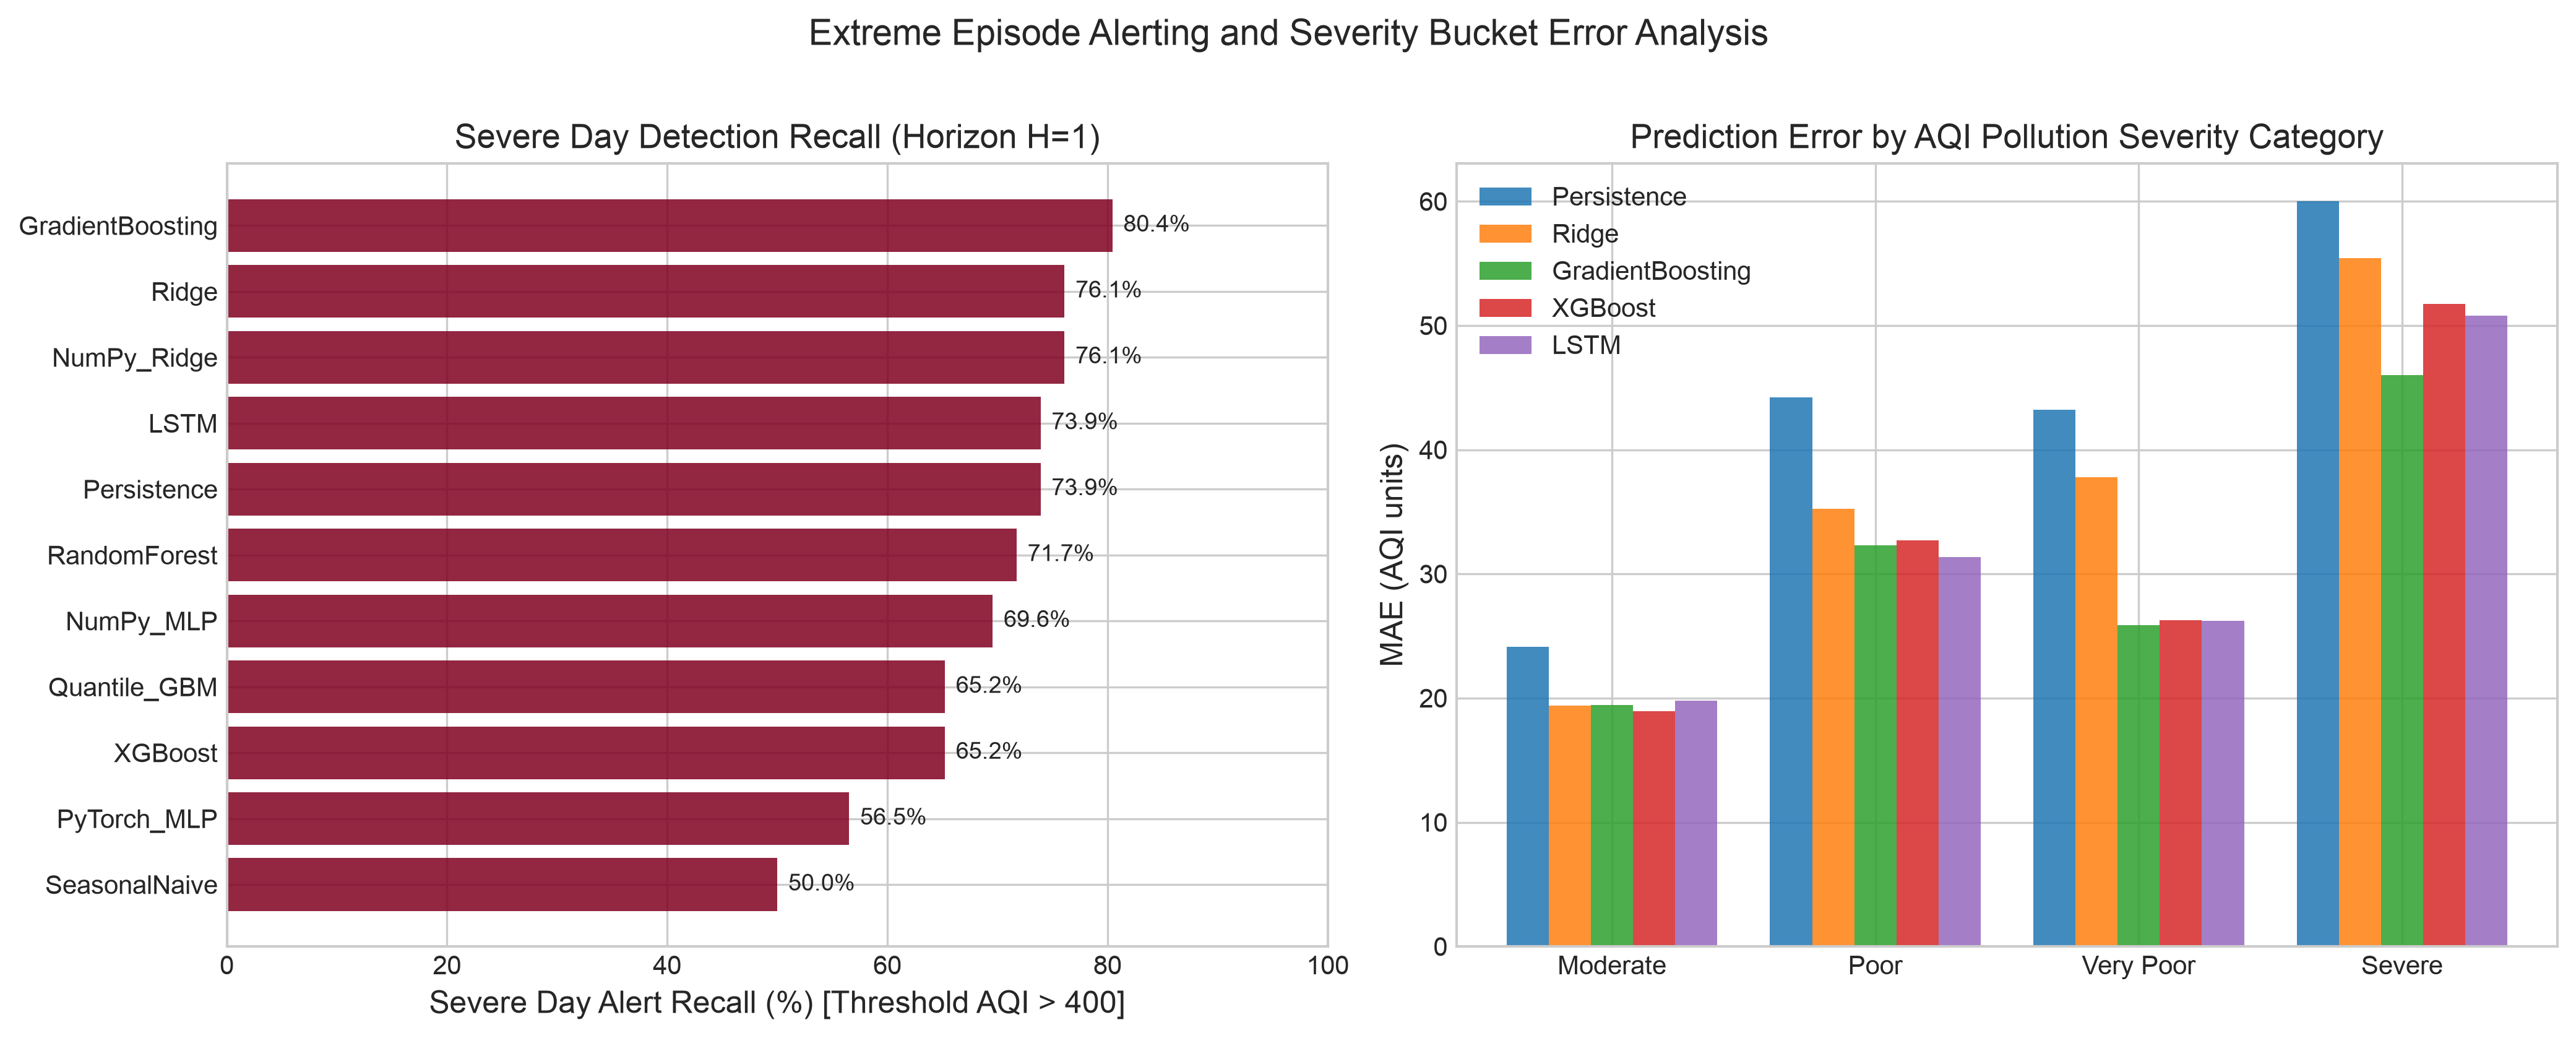 Extreme Episode Alerting and Severity Bucket Error Analysis
Severe Day Detection Recall (Horizon H=1)
GradientBoosting
80.4%
Ridge
76.1%
NumPy_Ridge
76.1%
LSTM
73.9%
Persistence
73.9%
RandomForest
71.7%
NumPy_MLP
69.6%
Quantile_GBM
65.2%
XGBoost
65.2%
PyTorch_MLP
56.5%
SeasonalNaive
50.0%
0 20 40 60 80 100
Severe Day Alert Recall (%) [Threshold AQI > 400]
Prediction Error by AQI Pollution Severity Category
Persistence
Ridge
GradientBoosting
XGBoost
LSTM
60
50
40
30
20
10
0
MAE (AQI units)
Moderate Poor Very Poor Severe